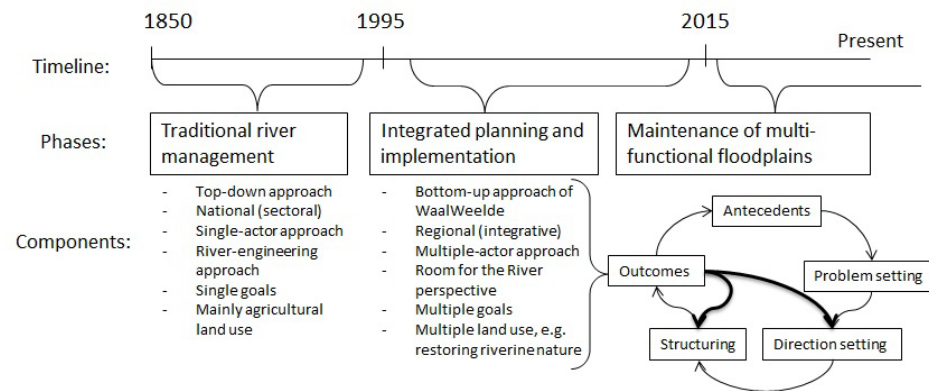 1850
1995
2015
Present
Timeline:
Phases:
Traditional river
management
Integrated planning and
implementation
Maintenance of multi-
functional floodplains
Components:
- Top-down approach
- National (sectoral)
- Single-actor approach
- River-engineering
approach
- Single goals
- Mainly agricultural
land use
- Bottom-up approach of
WaalWeelde
- Regional (integrative)
- Multiple-actor approach
- Room for the River
perspective
- Multiple goals
- Multiple land use, e.g.
restoring riverine nature
Antecedents
Outcomes
Problem setting
Structuring
Direction setting